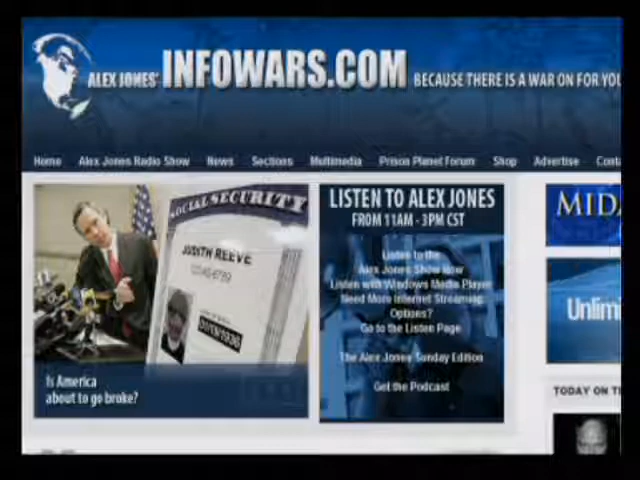 ALEX JONES' INFOWARS.COM BECAUSE THERE IS A WAR ON FOR YOU
Home Alex Jones Radio Show News Sections Multimedia Prison Planet Forum Shop Advertise Conta
SOCIAL SECURITY
JUDITH REEVE
Is America
about to go broke?
LISTEN TO ALEX JONES
FROM 11AM - 3PM CST
Listen to the
Alex Jones Show Now
Listen with Windows Media Player
Need More Internet Streaming
Options?
Go to the Listen Page
The Alex Jones Sunday Edition
Get the Podcast
MIDA
Unlim
TODAY ON T